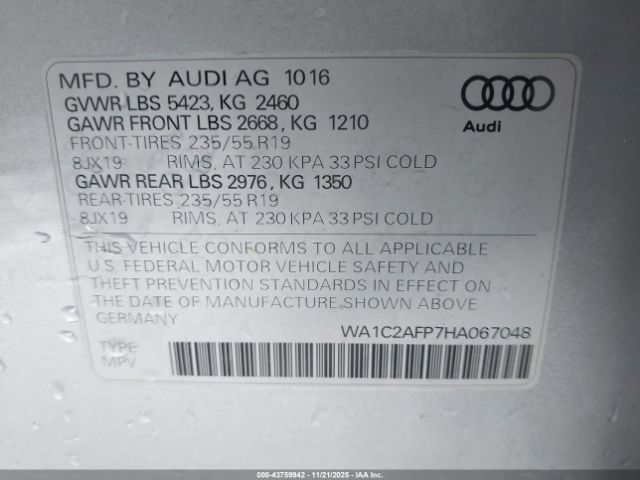 MFD. BY AUDI AG 1016
GVWR LBS 5423, KG 2460
GAWR FRONT LBS 2668, KG 1210
FRONT-TIRES 235/55 R19
8JX19 RIMS, AT 230 KPA 33 PSI COLD
GAWR REAR LBS 2976, KG 1350
REAR-TIRES 235/55 R19
8JX19 RIMS, AT 230 KPA 33 PSI COLD
Audi
THIS VEHICLE CONFORMS TO ALL APPLICABLE
U.S. FEDERAL MOTOR VEHICLE SAFETY AND
THEFT PREVENTION STANDARDS IN EFFECT ON
THE DATE OF MANUFACTURE SHOWN ABOVE
GERMANY
WA1C2AFP7HA067048
TYPE:
MPV
000-43759942 - 11/21/2025 - IAAI.CA